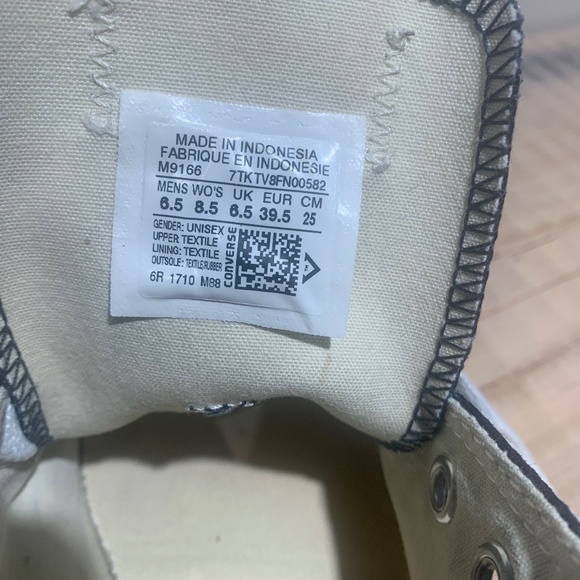 MADE IN INDONESIA
FABRIQUE EN INDONESIE
M9166 7TKTV8FN00582
MENS WO'S UK EUR CM
6.5 8.5 6.5 39.5 25
GENDER: UNISEX
UPPER: TEXTILE
LINING: TEXTILE
OUTSOLE: TEXTILE/RUBBER
6R 1710 M88
CONVERSE